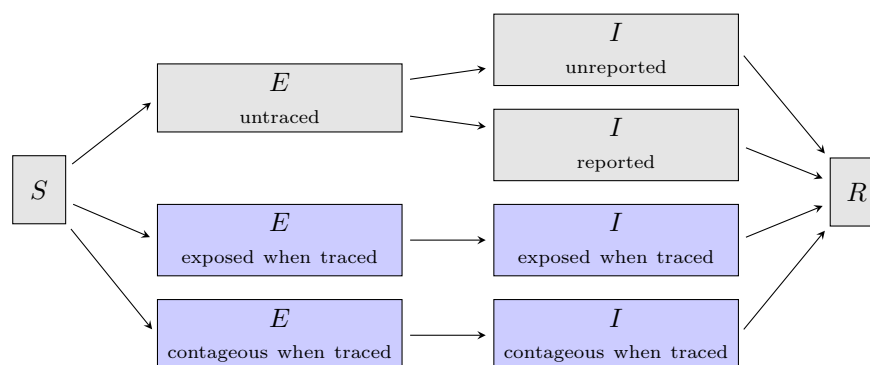 I
unreported
E
untraced
I
reported
S
R
E
exposed when traced
I
exposed when traced
E
contageous when traced
I
contageous when traced